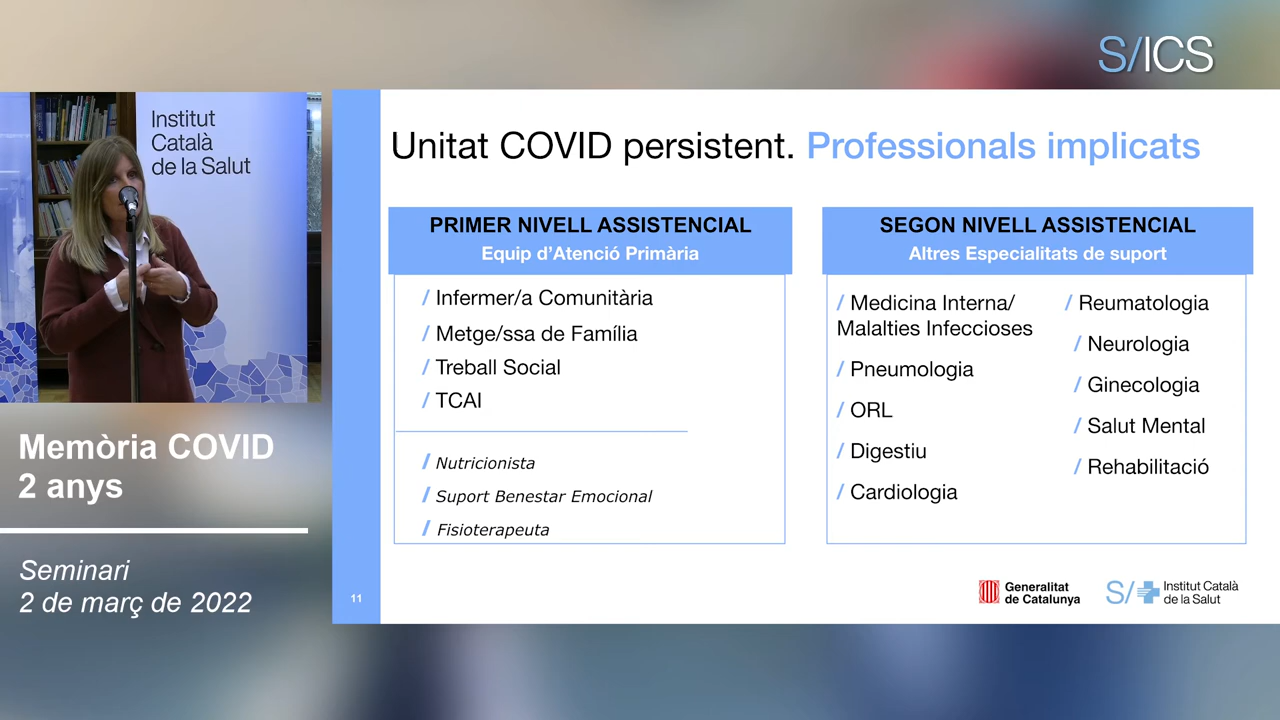 S/ICS
Institut
Català
de la Salut
Memòria COVID
2 anys
Seminari
2 de març de 2022
Unitat COVID persistent. Professionals implicats
PRIMER NIVELL ASSISTENCIAL
Equip d'Atenció Primària
/ Infermer/a Comunitària
/ Metge/ssa de Família
/ Treball Social
/ TCAI
/ Nutricionista
/ Suport Benestar Emocional
/ Fisioterapeuta
SEGON NIVELL ASSISTENCIAL
Altres Especialitats de suport
/ Medicina Interna/
Malalties Infeccioses
/ Pneumologia
/ ORL
/ Digestiu
/ Cardiologia
/ Reumatologia
/ Neurologia
/ Ginecologia
/ Salut Mental
/ Rehabilitació
11
Generalitat
de Catalunya
S/
Institut Català
de la Salut